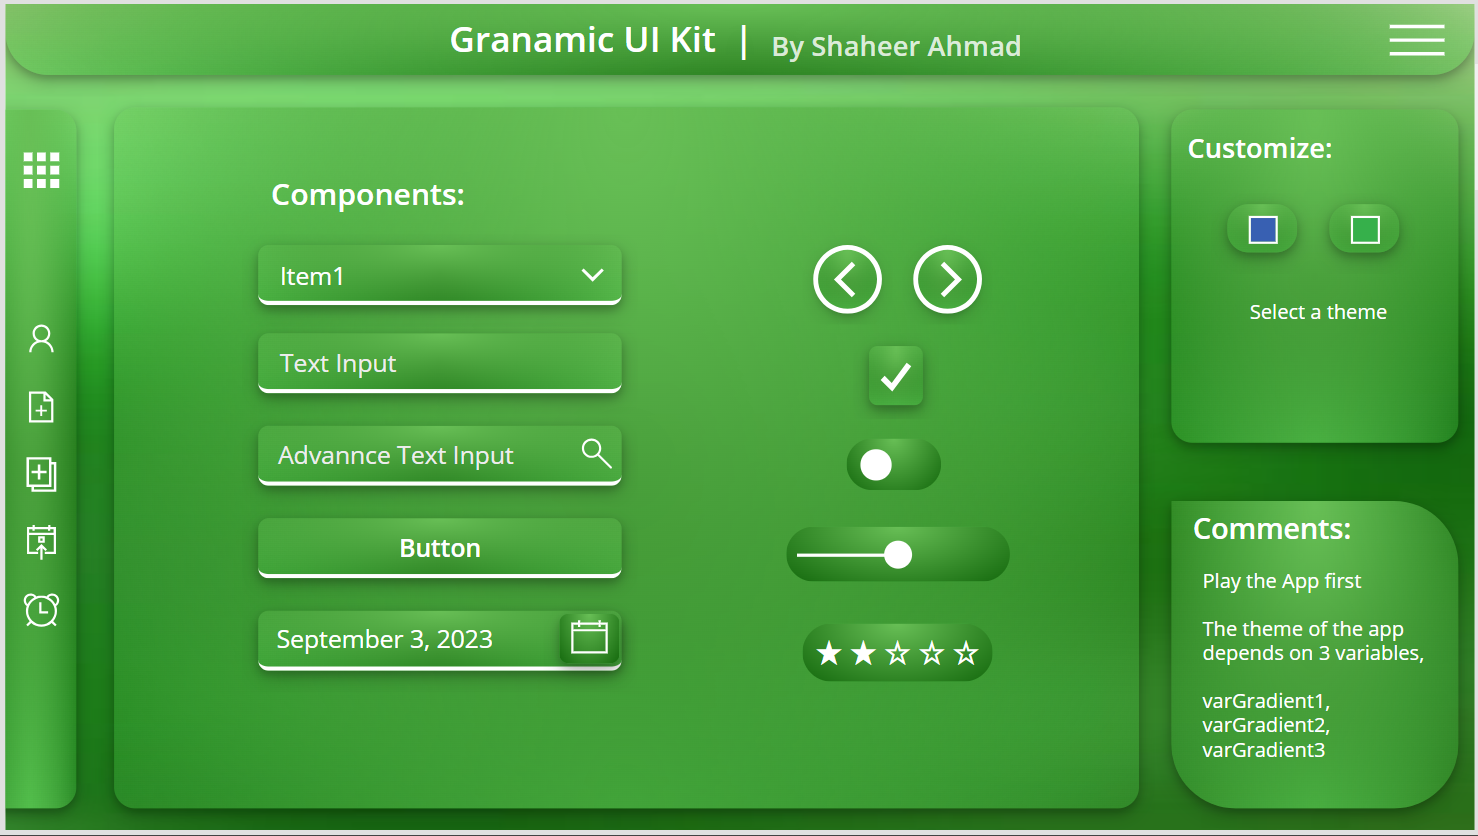 Granamic UI Kit | By Shaheer Ahmad
Components:
Item1
Text Input
Advannce Text Input
Button
September 3, 2023
Customize:
Select a theme
Comments:
Play the App first
The theme of the app
depends on 3 variables,
varGradient1,
varGradient2,
varGradient3